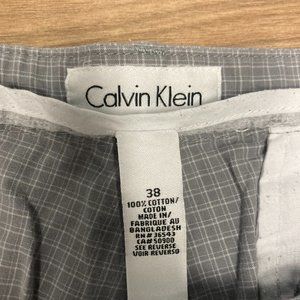 Calvin Klein
38
100% COTTON/
COTON
MADE IN/
FABRIQUE AU
BANGLADESH
RN# 36543
CA# 50900
SEE REVERSE
VOIR REVERSO